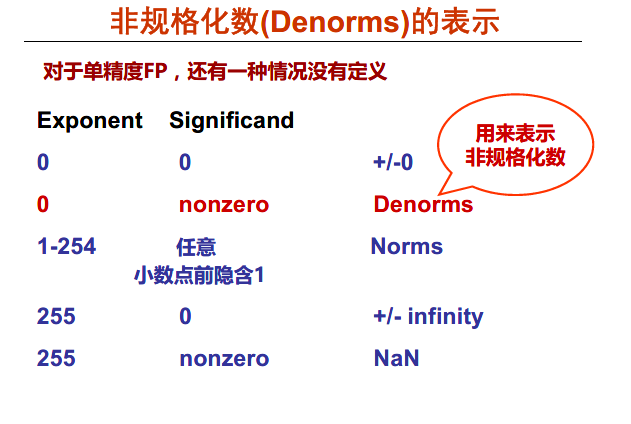 非规格化数(Denorms)的表示
对于单精度FP，还有一种情况没有定义
Exponent Significand
用来表示
非规格化数
0 0 +/-0
0 nonzero Denorms
1-254 任意 Norms
小数点前隐含1
255 0 +/- infinity
255 nonzero NaN